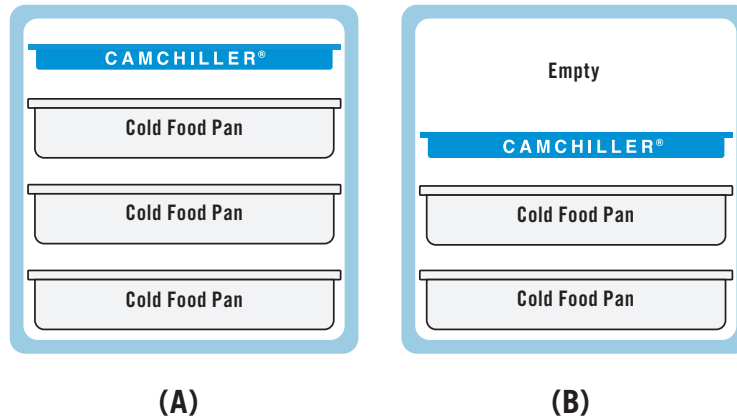 CAMCHILLER®
Cold Food Pan
Cold Food Pan
Cold Food Pan
(A)
Empty
CAMCHILLER®
Cold Food Pan
Cold Food Pan
(B)